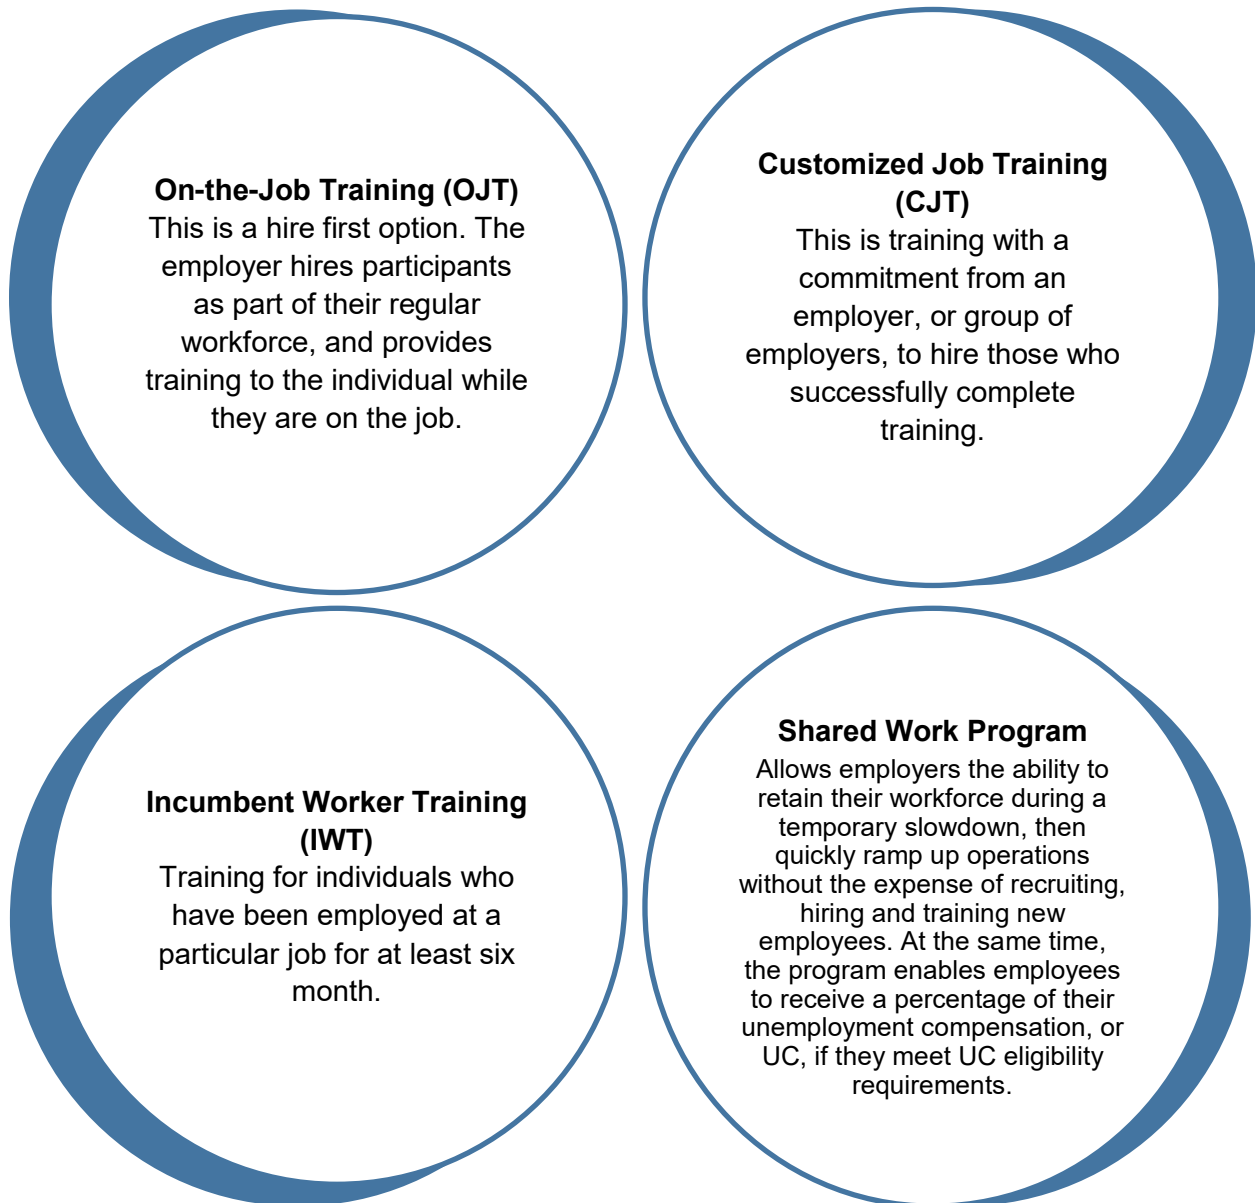 On-the-Job Training (OJT)
This is a hire first option. The
employer hires participants
as part of their regular
workforce, and provides
training to the individual while
they are on the job.
Customized Job Training
(CJT)
This is training with a
commitment from an
employer, or group of
employers, to hire those who
successfully complete
training.
Incumbent Worker Training
(IWT)
Training for individuals who
have been employed at a
particular job for at least six
month.
Shared Work Program
Allows employers the ability to
retain their workforce during a
temporary slowdown, then
quickly ramp up operations
without the expense of recruiting,
hiring and training new
employees. At the same time,
the program enables employees
to receive a percentage of their
unemployment compensation, or
UC, if they meet UC eligibility
requirements.